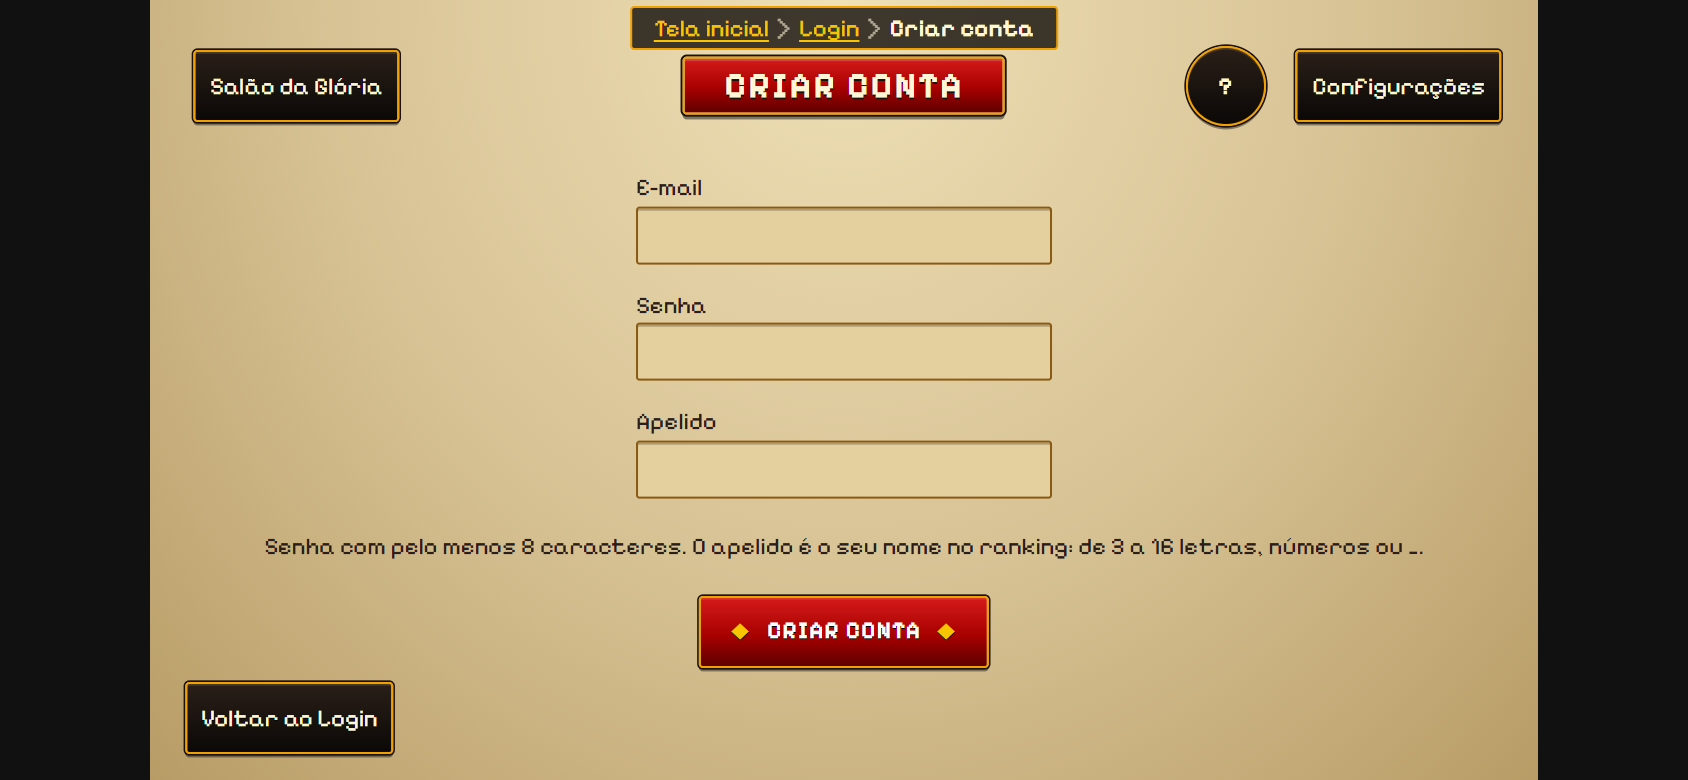 Tela inicial > Login > Criar conta
Salão da Glória
CRIAR CONTA
?
Configurações
E-mail
Senha
Apelido
Senha com pelo menos 8 caracteres. O apelido é o seu nome no ranking: de 3 a 16 letras, números ou _.
◆ CRIAR CONTA ◆
Voltar ao Login